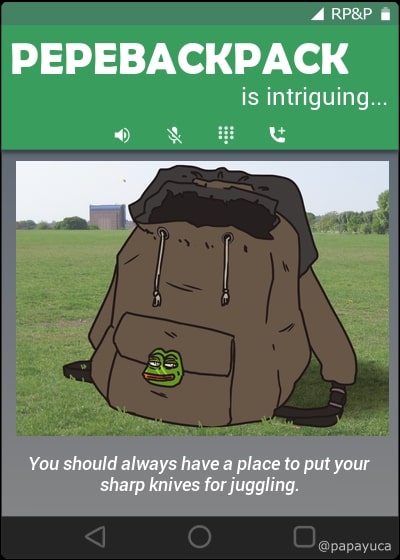 RP&P
PEPEBACKPACK
is intriguing...
You should always have a place to put your
sharp knives for juggling.
@papayuca